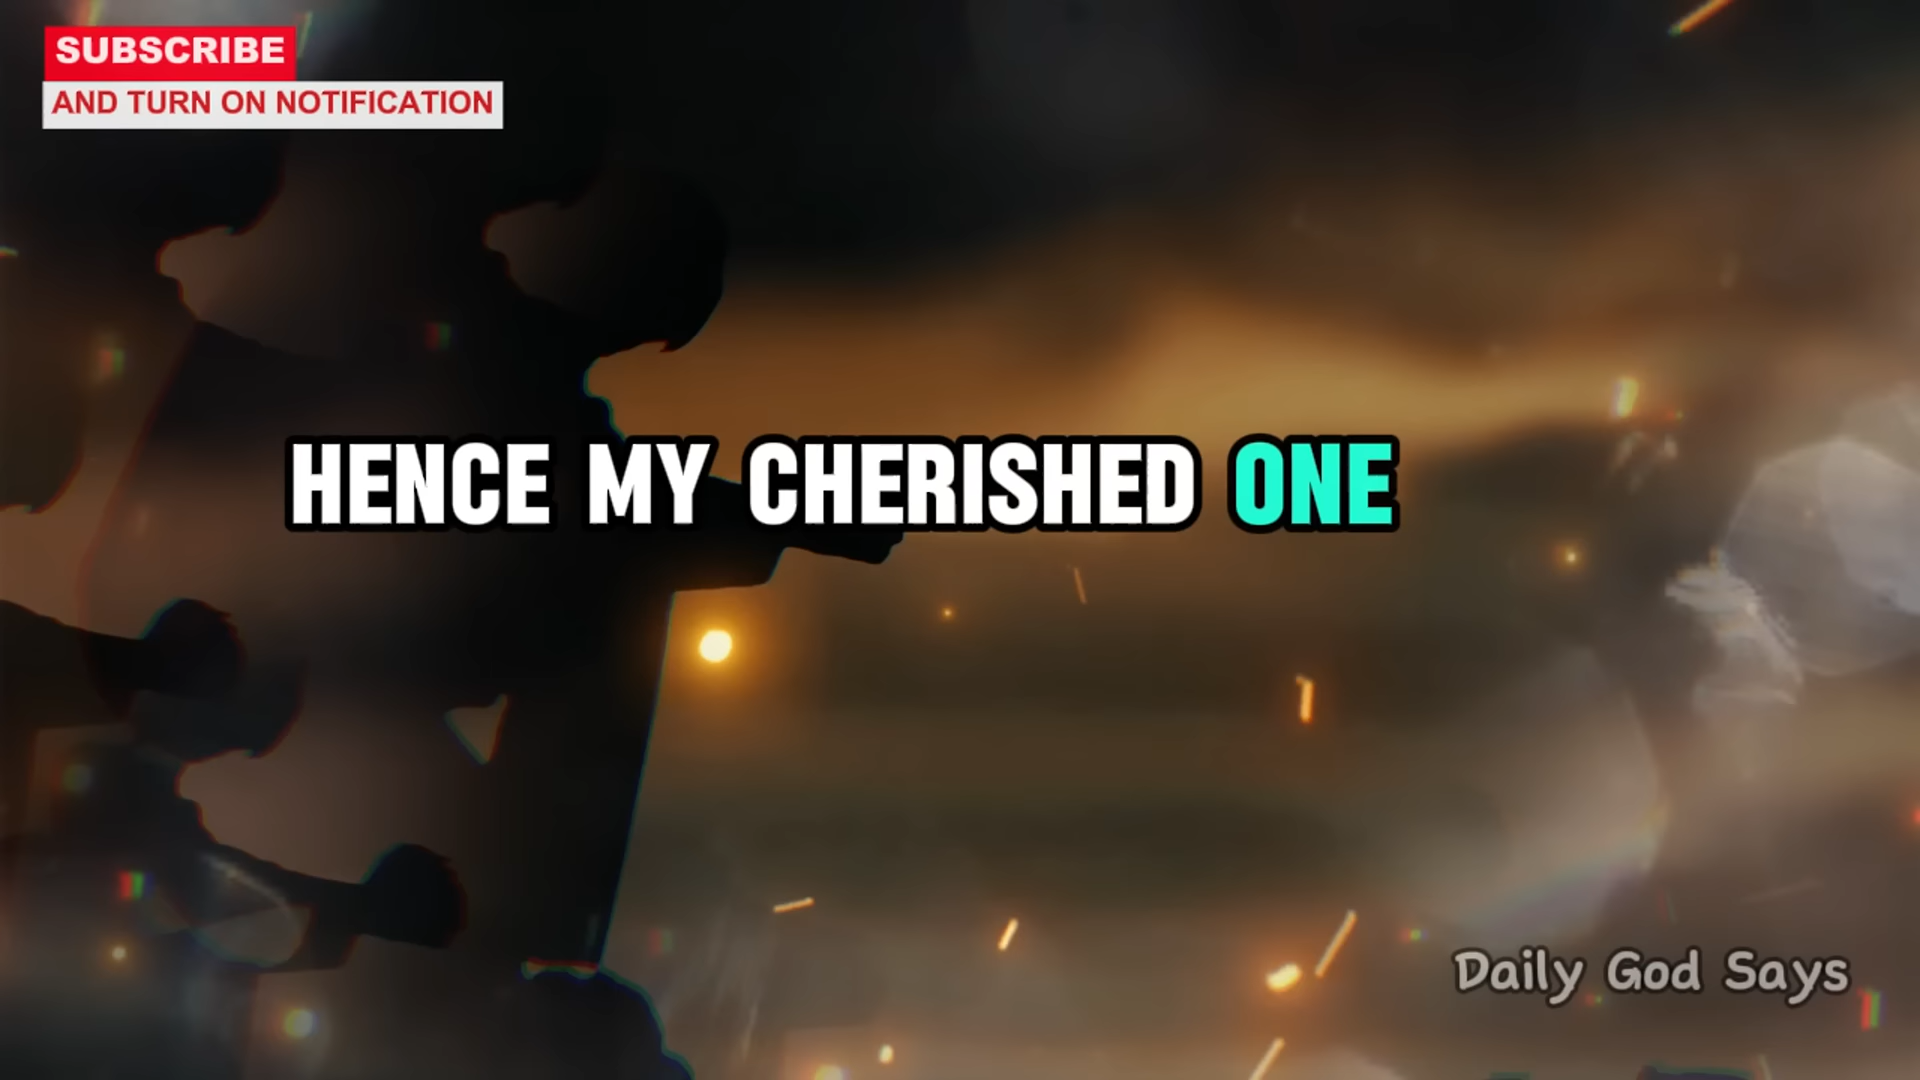 SUBSCRIBE
AND TURN ON NOTIFICATION
HENCE MY CHERISHED ONE
Daily God Says